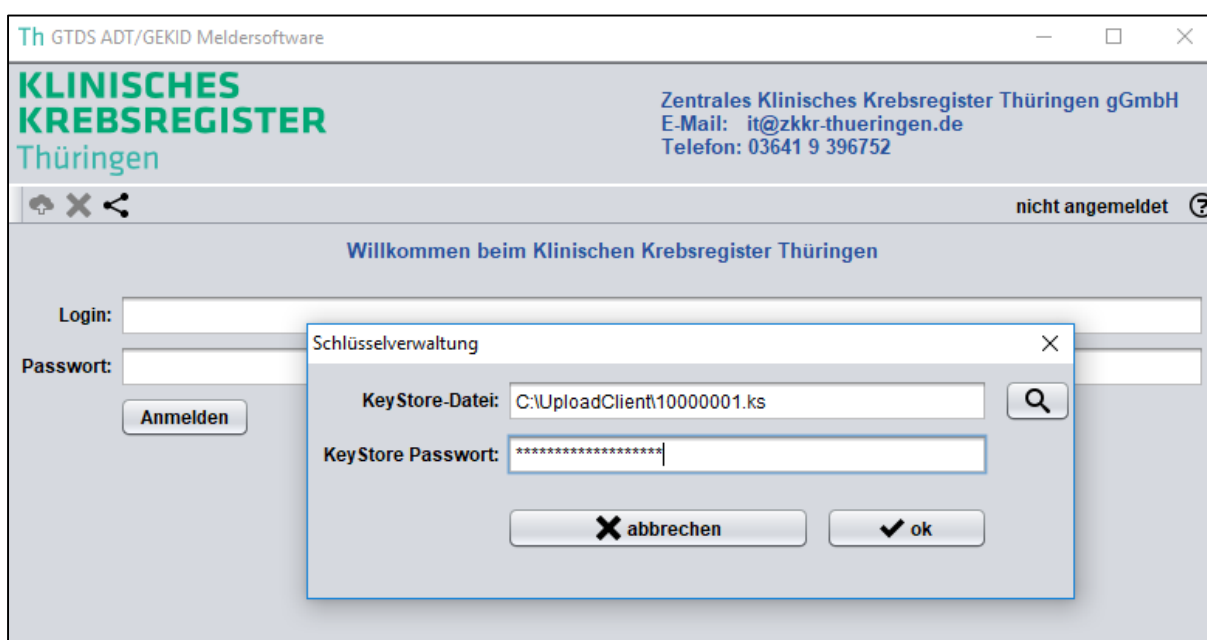 Th GTDS ADT/GEKID Meldersoftware
KLINISCHES
KREBSREGISTER
Thüringen
Zentrales Klinisches Krebsregister Thüringen gGmbH
E-Mail: it@zkkr-thueringen.de
Telefon: 03641 9 396752
nicht angemeldet
Willkommen beim Klinischen Krebsregister Thüringen
Login:
Passwort:
Anmelden
Schlüsselverwaltung
KeyStore-Datei: C:\UploadClient\10000001.ks
KeyStore Passwort: *******************
abbrechen
ok